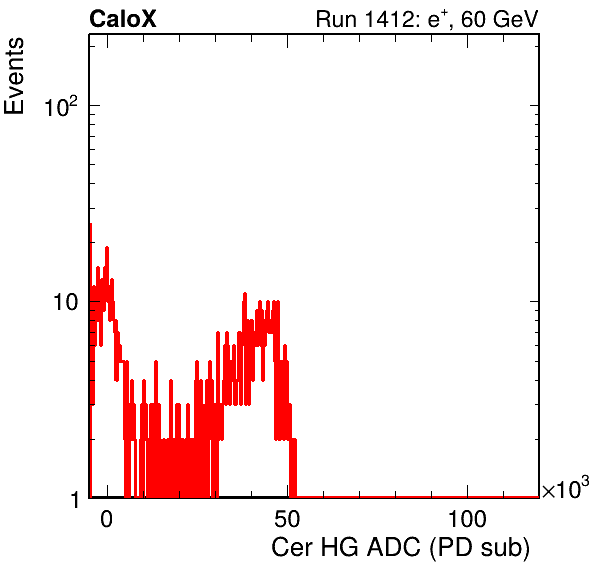 CaloX Run 1412: e⁺, 60 GeV
Events
10²
10
1
0 50 100 ×10³
Cer HG ADC (PD sub)